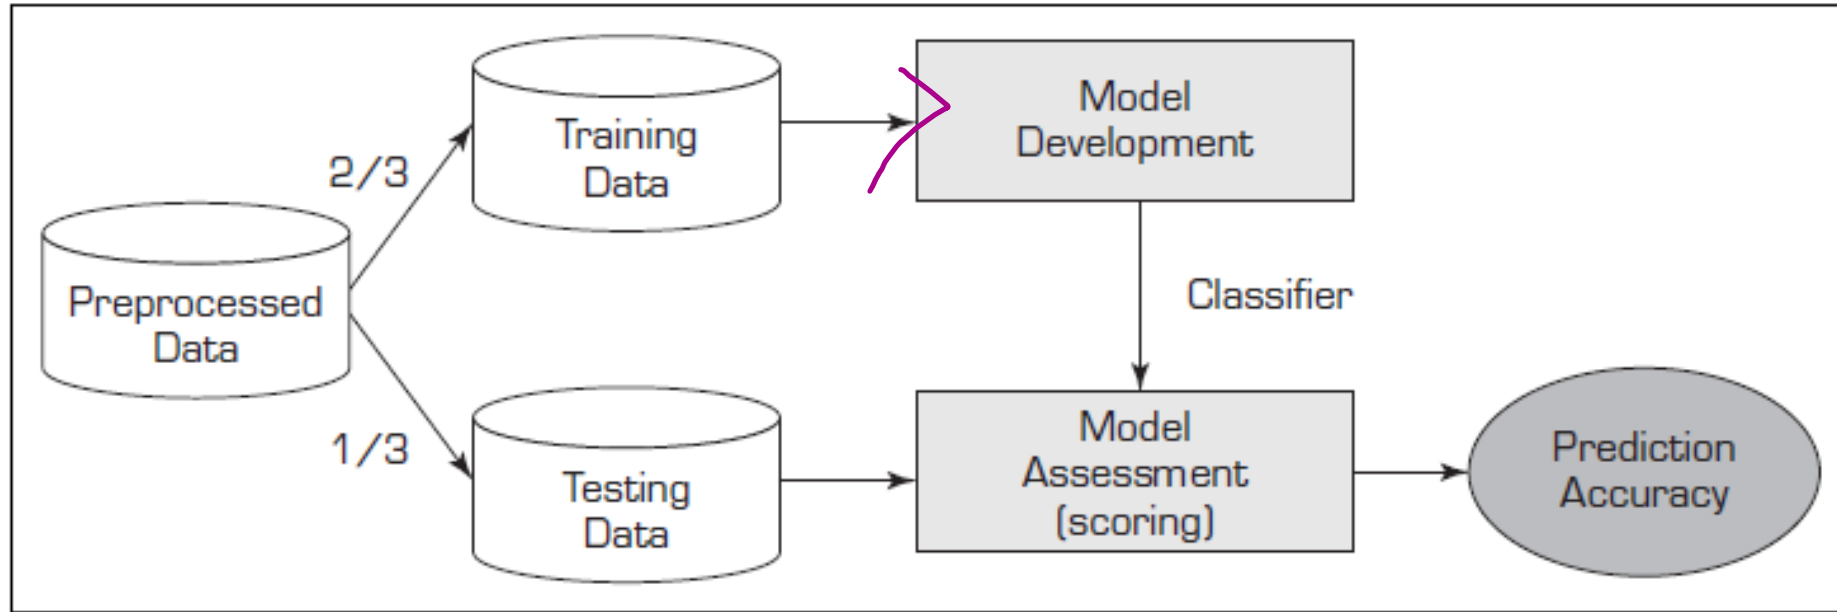 2/3
Training
Data
Model
Development
Preprocessed
Data
Classifier
1/3
Testing
Data
Model
Assessment
(scoring)
Prediction
Accuracy